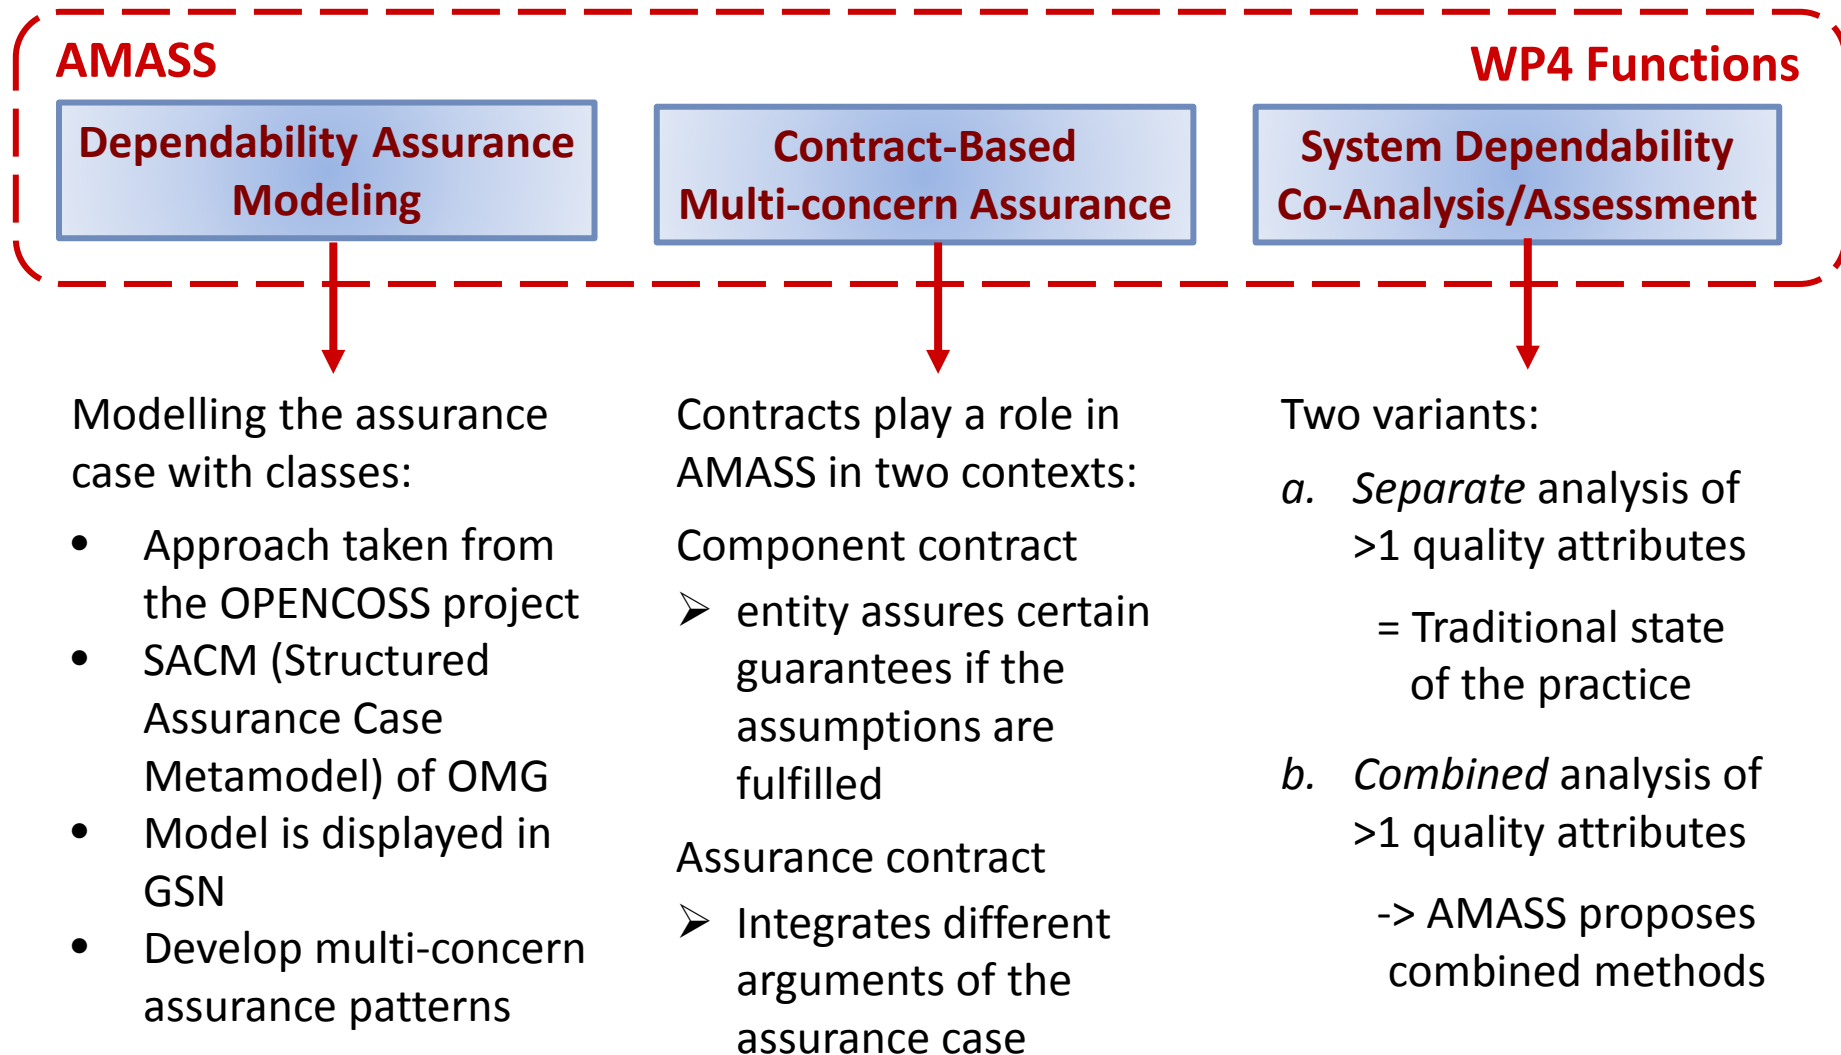 AMASS
WP4 Functions
Dependability Assurance
Modeling
Contract-Based
Multi-concern Assurance
System Dependability
Co-Analysis/Assessment
Modelling the assurance
case with classes:
• Approach taken from
the OPENCOSS project
• SACM (Structured
Assurance Case
Metamodel) of OMG
• Model is displayed in
GSN
• Develop multi-concern
assurance patterns
Contracts play a role in
AMASS in two contexts:
Component contract
➢ entity assures certain
guarantees if the
assumptions are
fulfilled
Assurance contract
➢ Integrates different
arguments of the
assurance case
Two variants:
a. Separate analysis of
>1 quality attributes
= Traditional state
of the practice
b. Combined analysis of
>1 quality attributes
-> AMASS proposes
combined methods